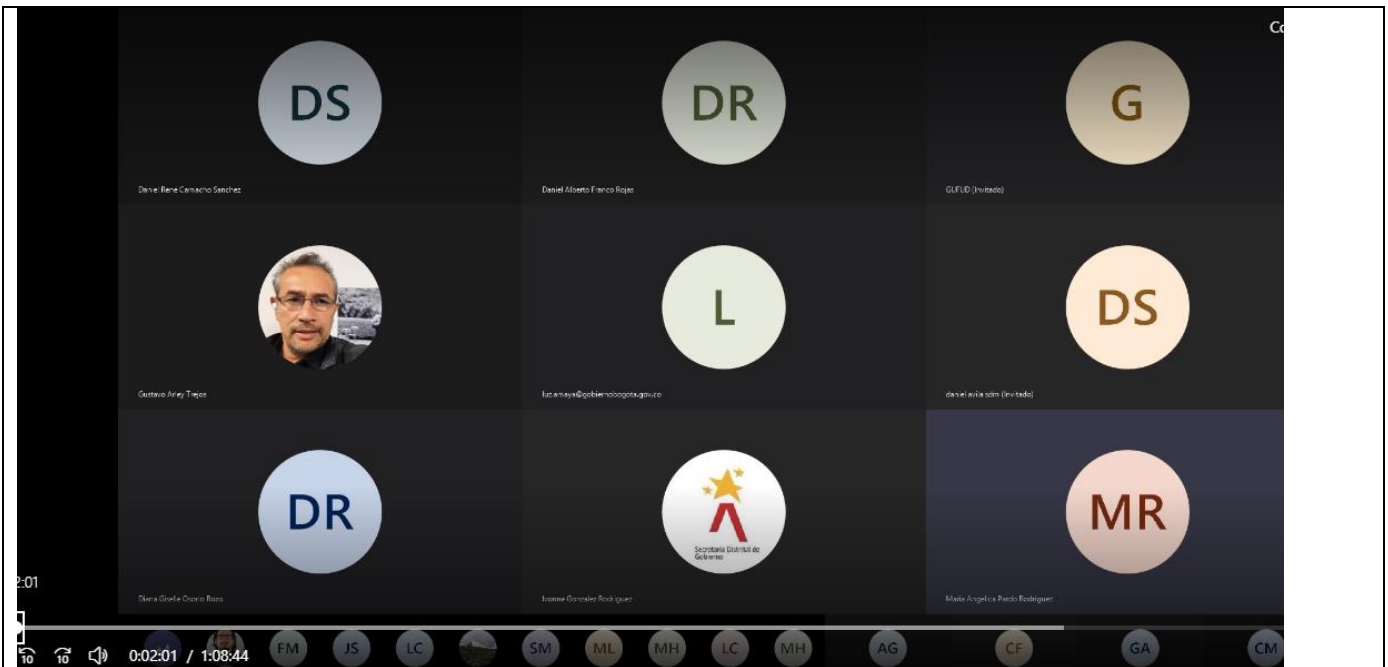 Co
DS
DR
G
Daniel Rene Camacho Sanchez
Daniel Alberto Franco Rojas
GUFUD (Invitado)
L
DS
Gustavo Arley Trejos
luz.amaya@gobiernobogota.gov.co
daniel avila sdm (Invitado)
DR
Secretaría Distrital de
Gobierno
MR
2:01
Diana Giselle Osorio Rozo
Ivonne Gonzalez Rodriguez
Maria Angelica Pardo Rodriguez
FM JS LC SM ML MH LC MH AG CF GA CM
10 10 0:02:01 / 1:08:44